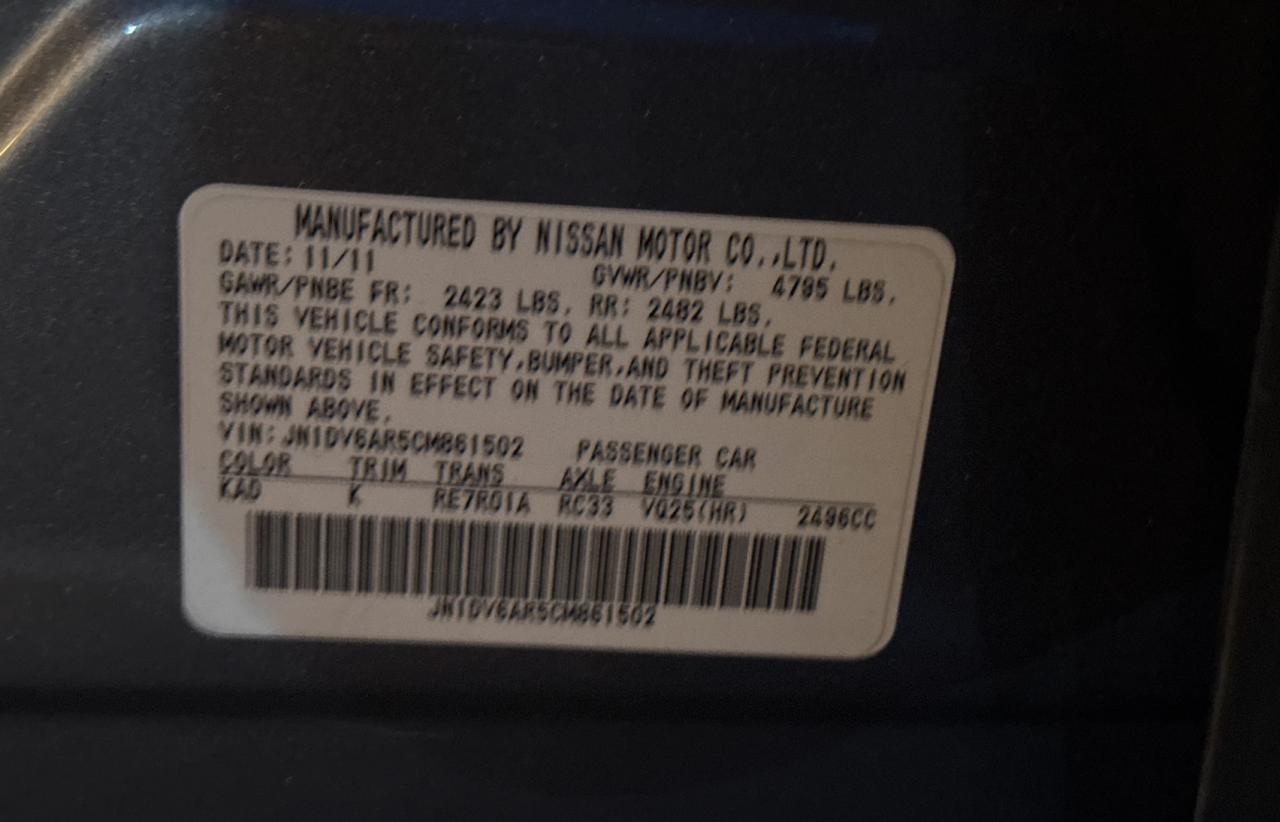 MANUFACTURED BY NISSAN MOTOR CO.,LTD.
DATE: 11/11 GVWR/PNBV: 4795 LBS.
GAWR/PNBE FR: 2423 LBS. RR: 2482 LBS.
THIS VEHICLE CONFORMS TO ALL APPLICABLE FEDERAL
MOTOR VEHICLE SAFETY,BUMPER,AND THEFT PREVENTION
STANDARDS IN EFFECT ON THE DATE OF MANUFACTURE
SHOWN ABOVE.
VIN: JN1DV6AR5CM861502 PASSENGER CAR
COLOR TRIM TRANS AXLE ENGINE
KAD K RE7R01A RC33 VQ25(HR) 2496CC
JN1DV6AR5CM861502